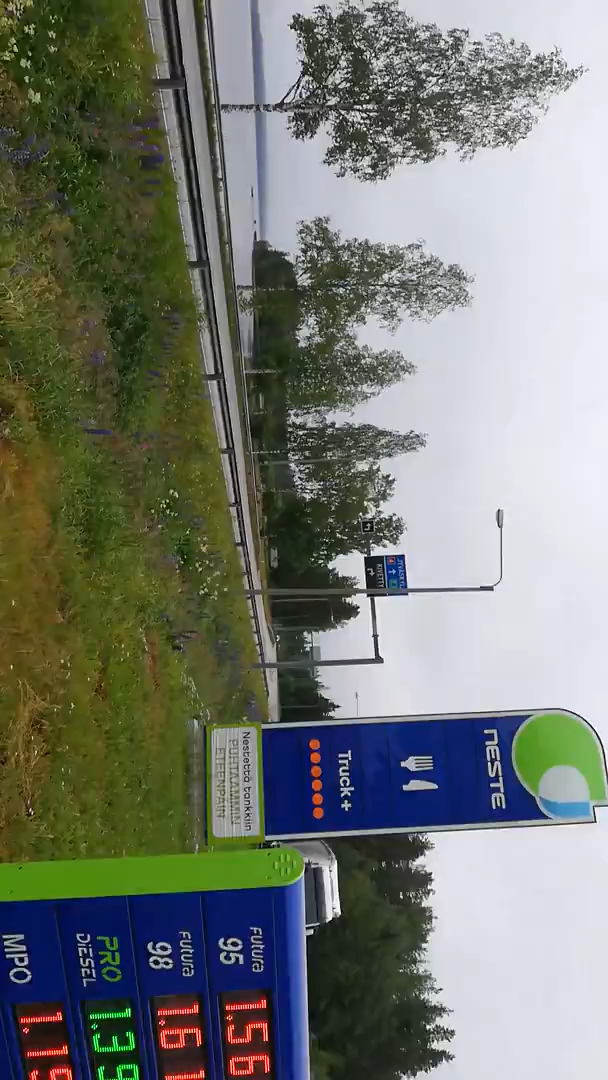 NESTE
Truck+
Nestettä tankkiin
PUHTAAMMIN
ETEENPÄIN
Futura
95
1.56
Futura
98
1.61
PRO
DIESEL
1.39
MPO
1.19
JYVÄSKYLÄ